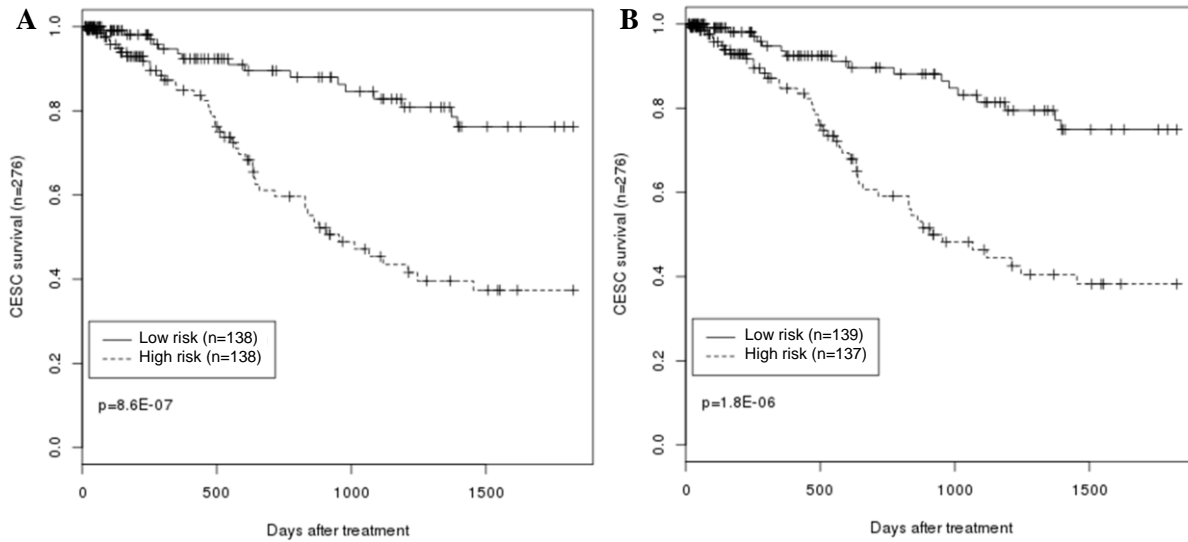 A
CESC survival (n=276)
1.0
0.8
0.6
0.4
0.2
0.0
Low risk (n=138)
High risk (n=138)
p=8.6E-07
0 500 1000 1500
Days after treatment
B
CESC survival (n=276)
1.0
0.8
0.6
0.4
0.2
0.0
Low risk (n=139)
High risk (n=137)
p=1.8E-06
0 500 1000 1500
Days after treatment